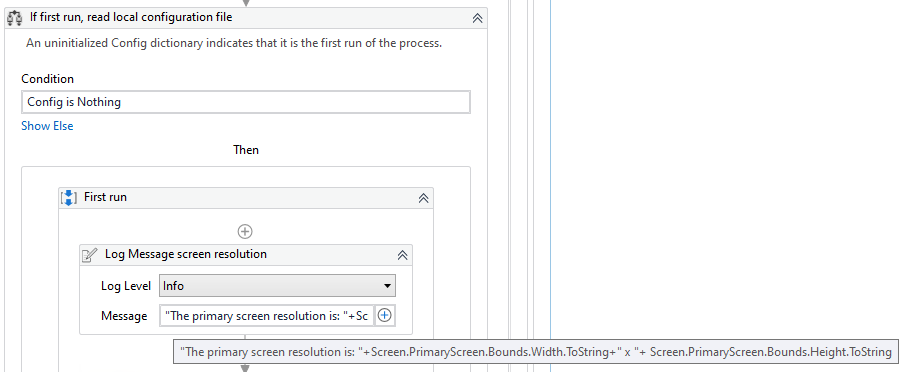 If first run, read local configuration file
An uninitialized Config dictionary indicates that it is the first run of the process.
Condition
Config is Nothing
Show Else
Then
First run
Log Message screen resolution
Log Level Info
Message "The primary screen resolution is: "+Sc
"The primary screen resolution is: "+Screen.PrimaryScreen.Bounds.Width.ToString+" x "+ Screen.PrimaryScreen.Bounds.Height.ToString